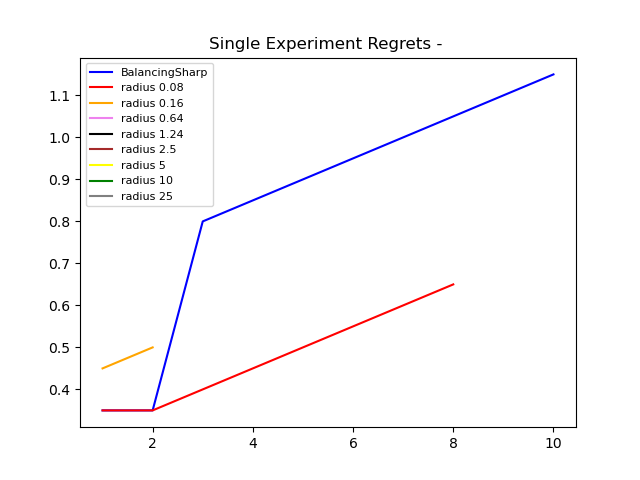 Single Experiment Regrets -
BalancingSharp
radius 0.08
radius 0.16
radius 0.64
radius 1.24
radius 2.5
radius 5
radius 10
radius 25
1.1
1.0
0.9
0.8
0.7
0.6
0.5
0.4
2 4 6 8 10